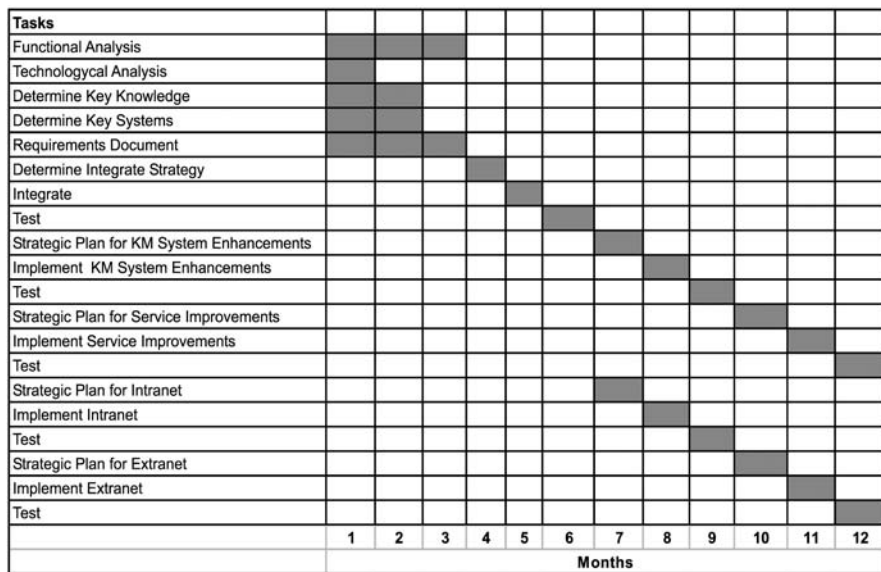 Tasks
Functional Analysis
Technologycal Analysis
Determine Key Knowledge
Determine Key Systems
Requirements Document
Determine Integrate Strategy
Integrate
Test
Strategic Plan for KM System Enhancements
Implement KM System Enhancements
Test
Strategic Plan for Service Improvements
Implement Service Improvements
Test
Strategic Plan for Intranet
Implement Intranet
Test
Strategic Plan for Extranet
Implement Extranet
Test
1 2 3 4 5 6 7 8 9 10 11 12
Months